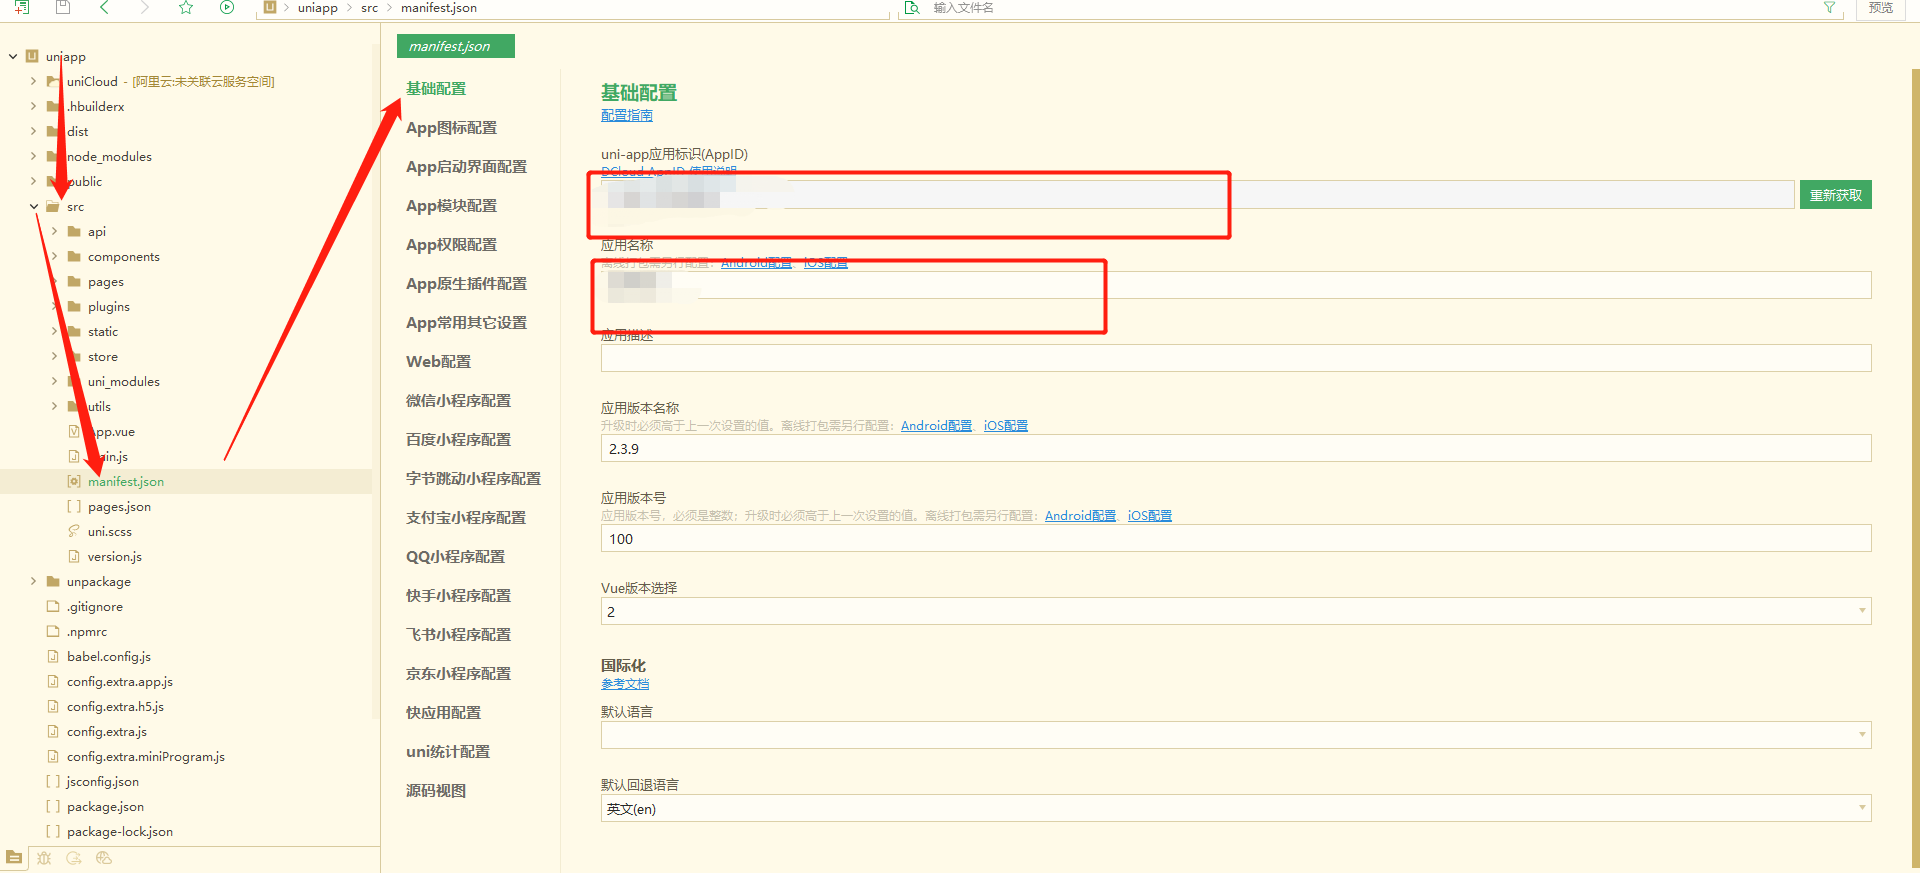 uniapp
src
manifest.json
输入文件名
预览
uniapp
uniCloud - [阿里云:未关联云服务空间]
.hbuilderx
dist
node_modules
public
src
api
components
pages
plugins
static
store
uni_modules
utils
App.vue
main.js
manifest.json
pages.json
uni.scss
version.js
unpackage
.gitignore
.npmrc
babel.config.js
config.extra.app.js
config.extra.h5.js
config.extra.js
config.extra.miniProgram.js
jsconfig.json
package.json
package-lock.json
manifest.json
基础配置
App图标配置
App启动界面配置
App模块配置
App权限配置
App原生插件配置
App常用其它设置
Web配置
微信小程序配置
百度小程序配置
字节跳动小程序配置
支付宝小程序配置
QQ小程序配置
快手小程序配置
飞书小程序配置
京东小程序配置
快应用配置
uni统计配置
源码视图
基础配置
配置指南
uni-app应用标识(AppID)
DCloud AppID 使用说明
重新获取
应用名称
离线打包需另行配置：Android配置、iOS配置
应用描述
应用版本名称
升级时必须高于上一次设置的值。离线打包需另行配置：Android配置、iOS配置
2.3.9
应用版本号
应用版本号，必须是整数；升级时必须高于上一次设置的值。离线打包需另行配置：Android配置、iOS配置
100
Vue版本选择
2
国际化
参考文档
默认语言
默认回退语言
英文(en)